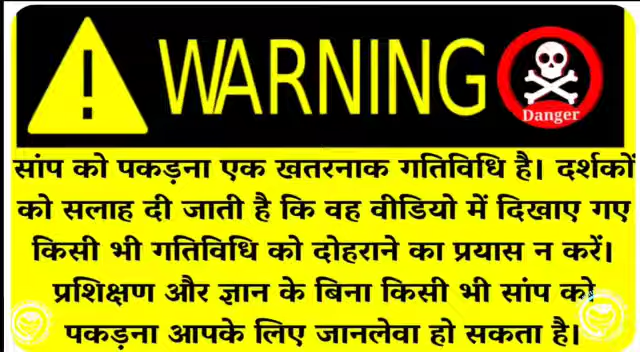 WARNING
Danger
सांप को पकड़ना एक खतरनाक गतिविधि है। दर्शकों
को सलाह दी जाती है कि वह वीडियो में दिखाए गए
किसी भी गतिविधि को दोहराने का प्रयास न करें।
प्रशिक्षण और ज्ञान के बिना किसी भी सांप को
पकड़ना आपके लिए जानलेवा हो सकता है।